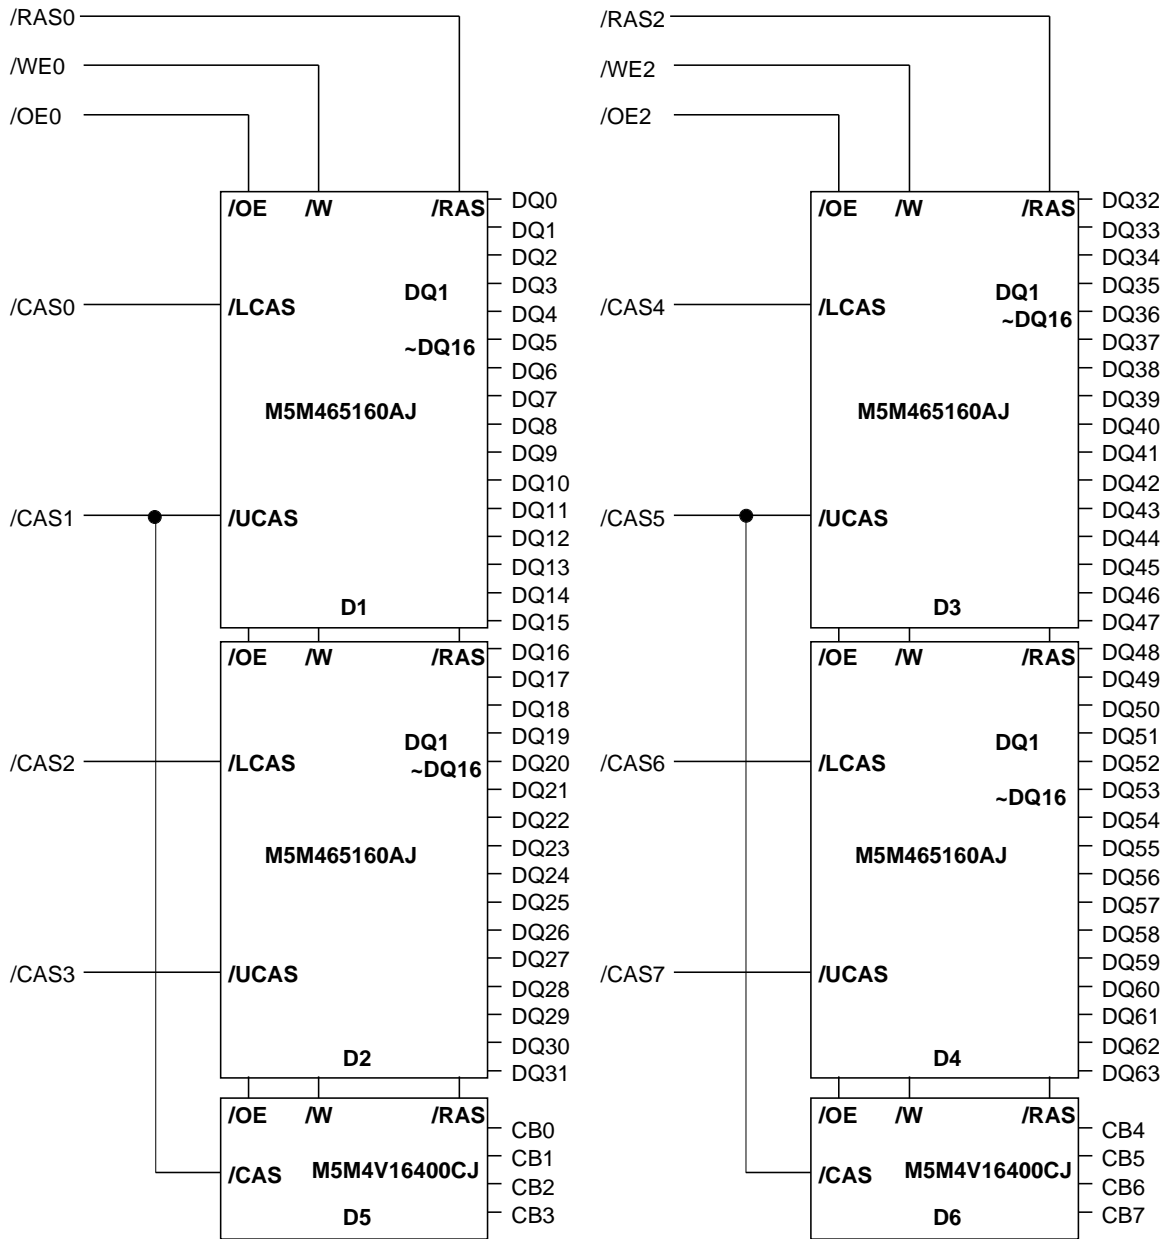 /RAS0
/WE0
/OE0
/OE /W /RAS
/CAS0
/LCAS
DQ1
~DQ16
M5M465160AJ
/CAS1
/UCAS
D1
DQ0
DQ1
DQ2
DQ3
DQ4
DQ5
DQ6
DQ7
DQ8
DQ9
DQ10
DQ11
DQ12
DQ13
DQ14
DQ15
/OE /W /RAS
/CAS2
/LCAS
DQ1
~DQ16
M5M465160AJ
/CAS3
/UCAS
D2
DQ16
DQ17
DQ18
DQ19
DQ20
DQ21
DQ22
DQ23
DQ24
DQ25
DQ26
DQ27
DQ28
DQ29
DQ30
DQ31
/OE /W /RAS
/CAS M5M4V16400CJ
D5
CB0
CB1
CB2
CB3
/RAS2
/WE2
/OE2
/OE /W /RAS
/CAS4
/LCAS
DQ1
~DQ16
M5M465160AJ
/CAS5
/UCAS
D3
DQ32
DQ33
DQ34
DQ35
DQ36
DQ37
DQ38
DQ39
DQ40
DQ41
DQ42
DQ43
DQ44
DQ45
DQ46
DQ47
/OE /W /RAS
/CAS6
/LCAS
DQ1
~DQ16
M5M465160AJ
/CAS7
/UCAS
D4
DQ48
DQ49
DQ50
DQ51
DQ52
DQ53
DQ54
DQ55
DQ56
DQ57
DQ58
DQ59
DQ60
DQ61
DQ62
DQ63
/OE /W /RAS
/CAS M5M4V16400CJ
D6
CB4
CB5
CB6
CB7